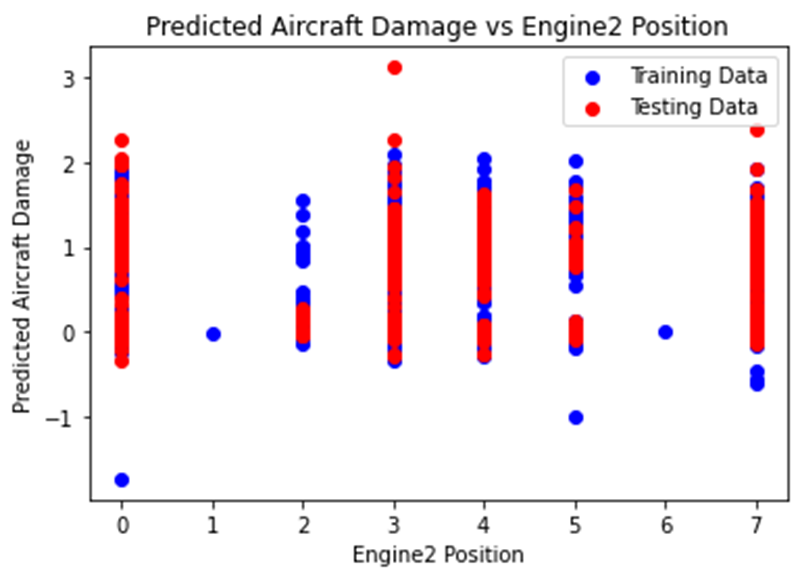 Predicted Aircraft Damage vs Engine2 Position
Training Data
Testing Data
Predicted Aircraft Damage
3
2
1
0
−1
0 1 2 3 4 5 6 7
Engine2 Position